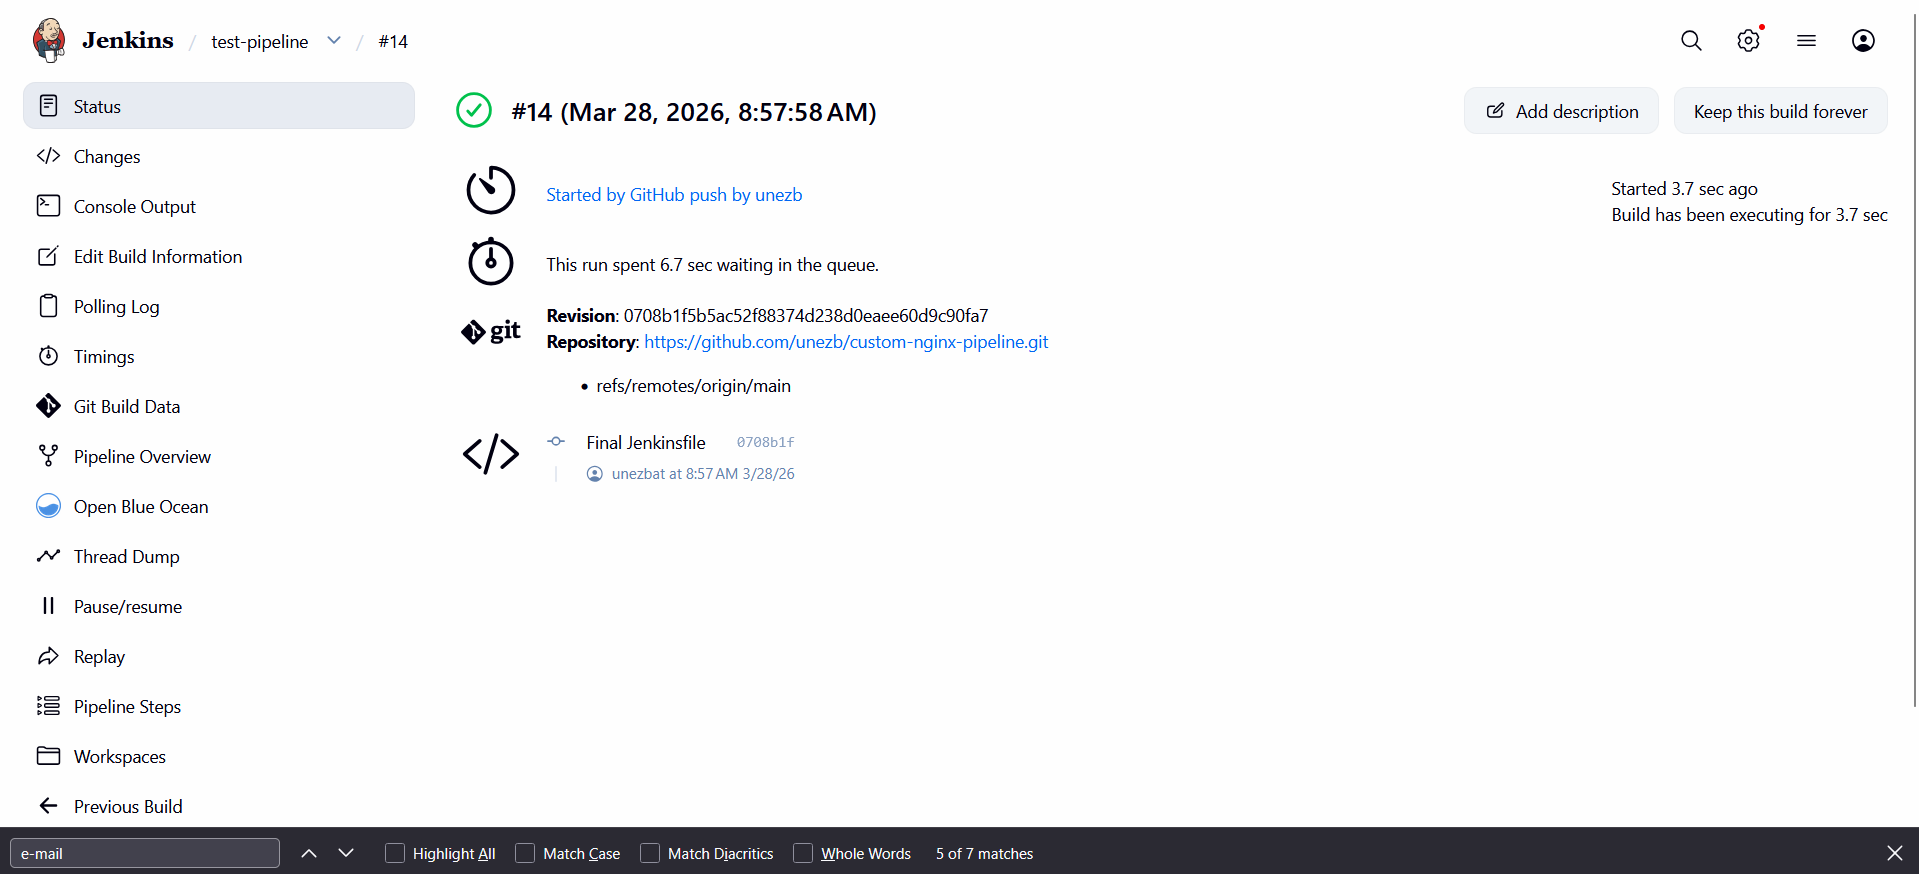 Jenkins / test-pipeline / #14
Status
Changes
Console Output
Edit Build Information
Polling Log
Timings
Git Build Data
Pipeline Overview
Open Blue Ocean
Thread Dump
Pause/resume
Replay
Pipeline Steps
Workspaces
Previous Build
#14 (Mar 28, 2026, 8:57:58 AM)
Add description
Keep this build forever
Started by GitHub push by unezb
Started 3.7 sec ago
Build has been executing for 3.7 sec
This run spent 6.7 sec waiting in the queue.
git
Revision: 0708b1f5b5ac52f88374d238d0eaee60d9c90fa7
Repository: https://github.com/unezb/custom-nginx-pipeline.git
• refs/remotes/origin/main
Final Jenkinsfile 0708b1f
unezbat at 8:57 AM 3/28/26
e-mail
Highlight All
Match Case
Match Diacritics
Whole Words
5 of 7 matches